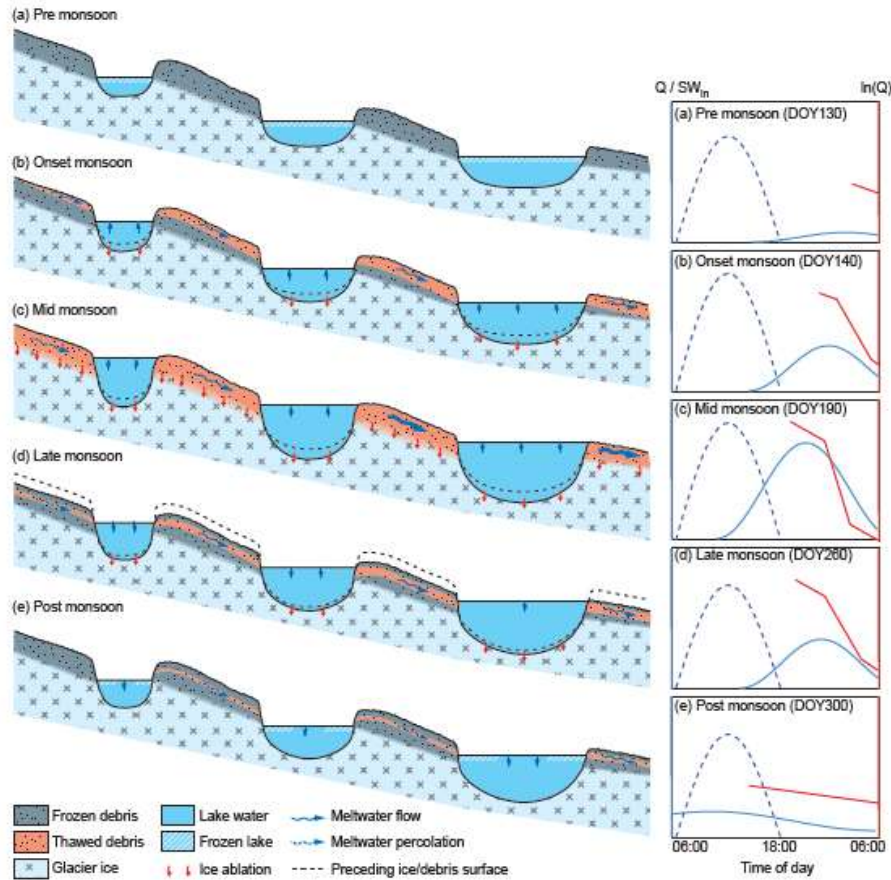 (a) Pre monsoon
(b) Onset monsoon
(c) Mid monsoon
(d) Late monsoon
(e) Post monsoon
Frozen debris
Thawed debris
Glacier ice
Lake water
Frozen lake
Ice ablation
Meltwater flow
Meltwater percolation
Preceding ice/debris surface
Q / SWIn ln(Q)
(a) Pre monsoon (DOY130)
(b) Onset monsoon (DOY140)
(c) Mid monsoon (DOY190)
(d) Late monsoon (DOY260)
(e) Post monsoon (DOY300)
06:00 18:00 06:00
Time of day